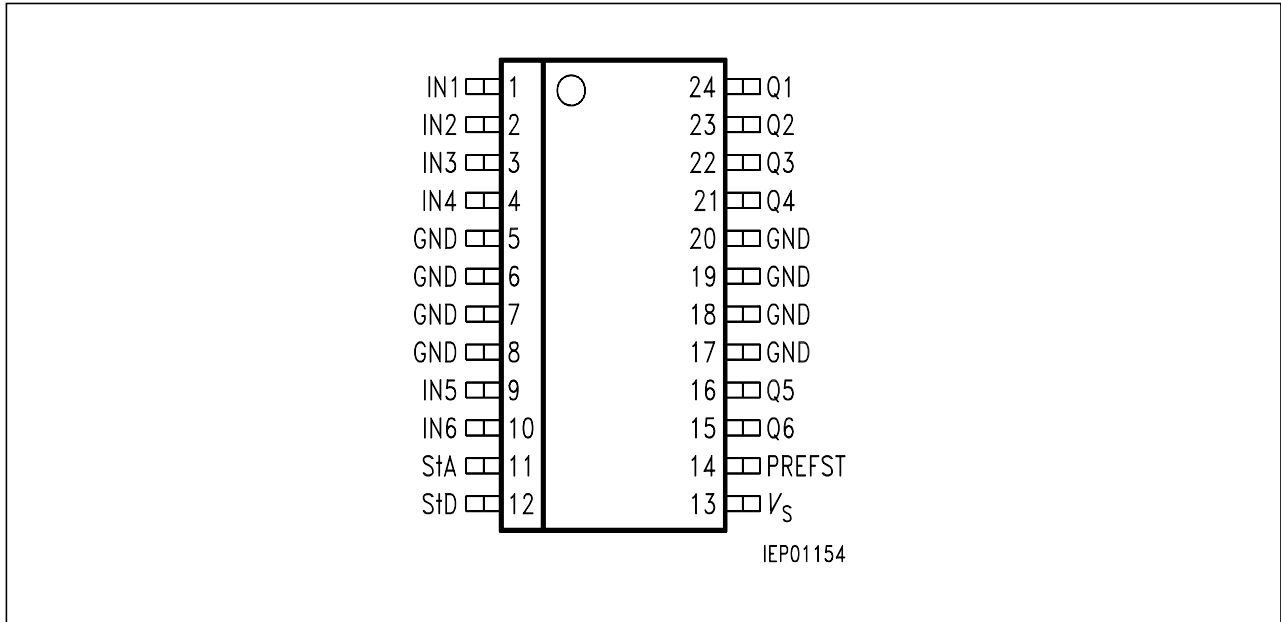 IN1 1 24 Q1
IN2 2 23 Q2
IN3 3 22 Q3
IN4 4 21 Q4
GND 5 20 GND
GND 6 19 GND
GND 7 18 GND
GND 8 17 GND
IN5 9 16 Q5
IN6 10 15 Q6
StA 11 14 PREFST
StD 12 13 VS
IEP01154